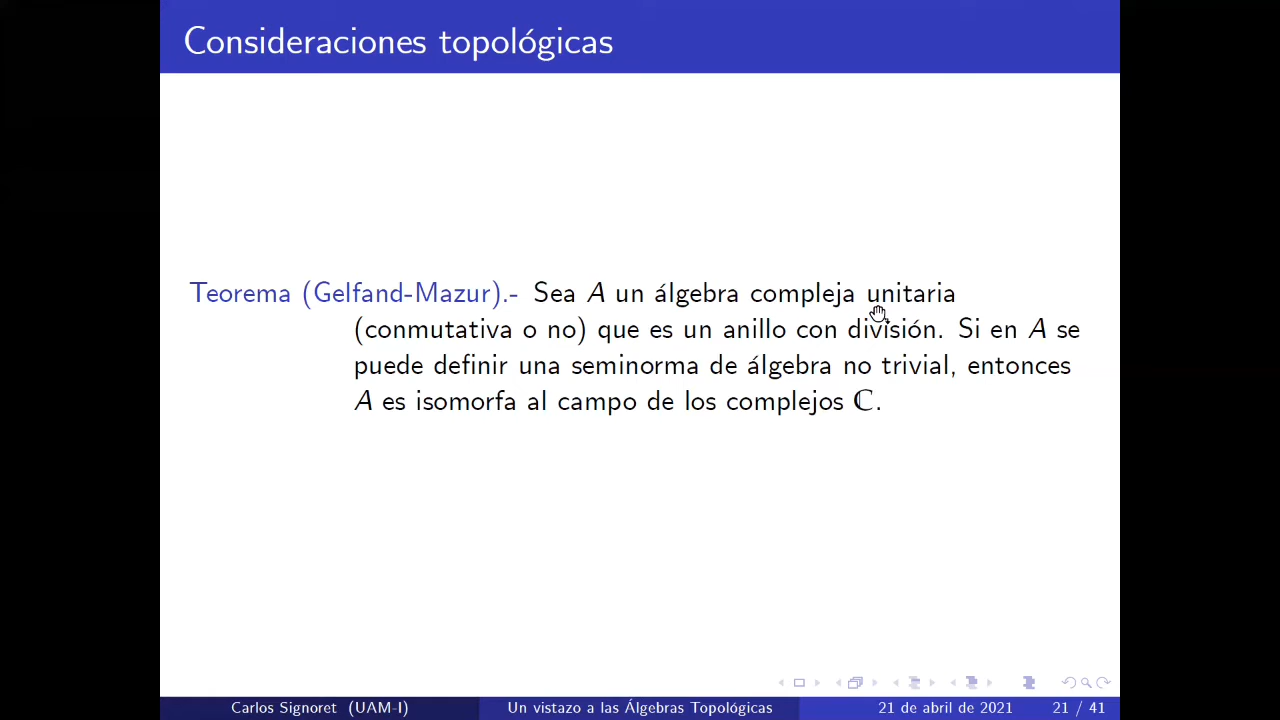 Consideraciones topológicas
Teorema (Gelfand-Mazur).- Sea A un álgebra compleja unitaria
(conmutativa o no) que es un anillo con división. Si en A se
puede definir una seminorma de álgebra no trivial, entonces
A es isomorfa al campo de los complejos ℂ.
Carlos Signoret (UAM-I) Un vistazo a las Álgebras Topológicas 21 de abril de 2021 21 / 41